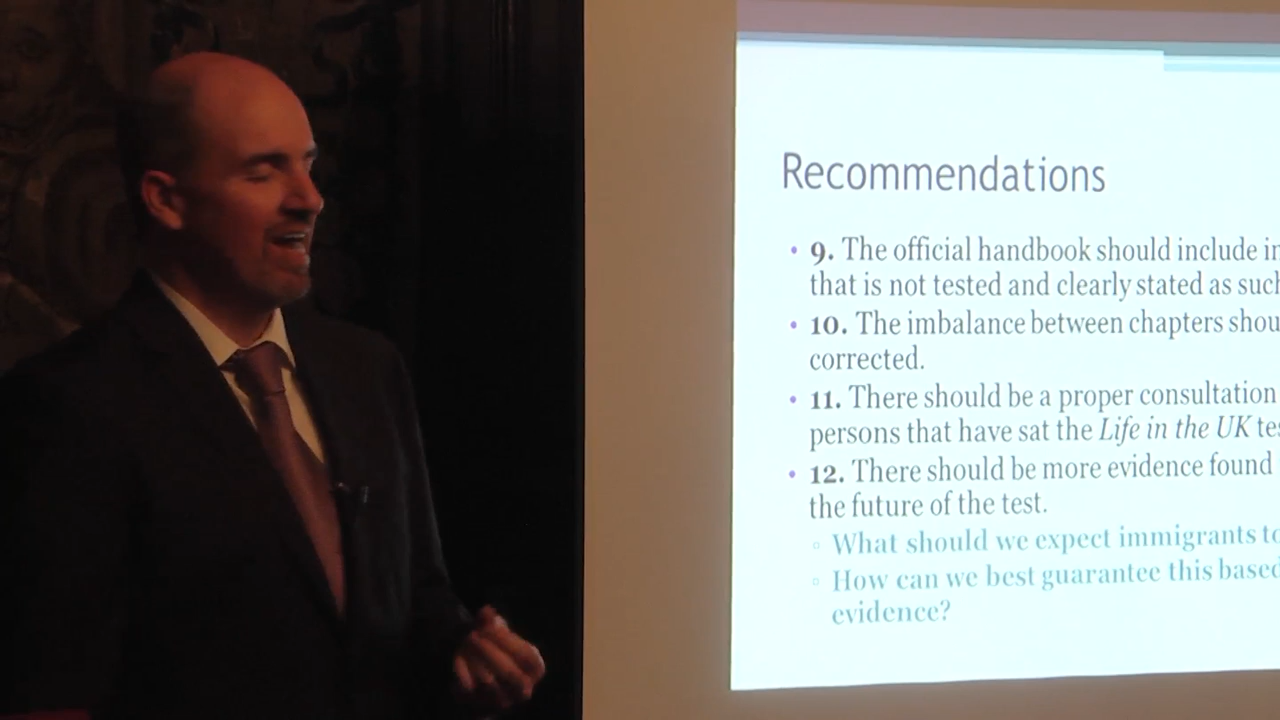 Recommendations
• 9. The official handbook should include
that is not tested and clearly stated as such
• 10. The imbalance between chapters
corrected.
• 11. There should be a proper consultation
persons that have sat the Life in the UK
• 12. There should be more evidence found
the future of the test.
What should we expect immigrants to
How can we best guarantee this based
evidence?